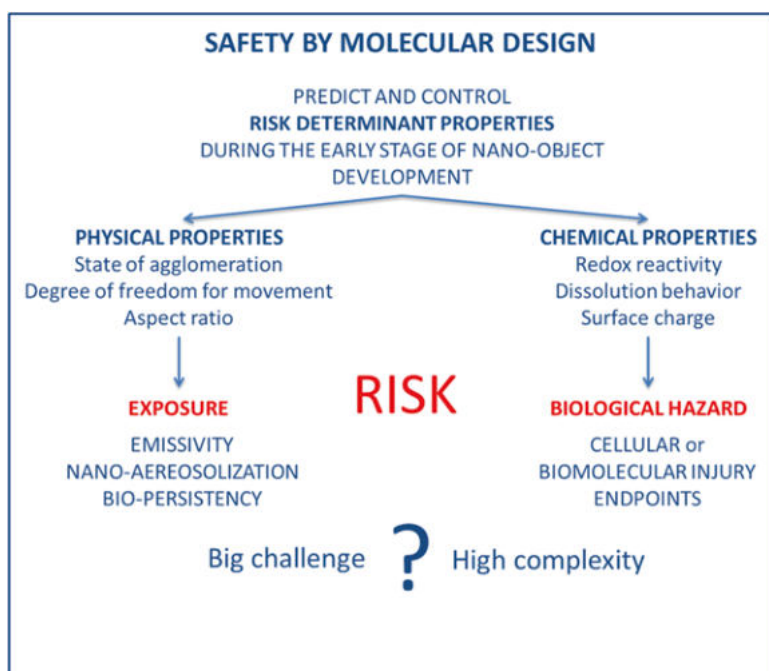 SAFETY BY MOLECULAR DESIGN
PREDICT AND CONTROL
RISK DETERMINANT PROPERTIES
DURING THE EARLY STAGE OF NANO-OBJECT
DEVELOPMENT
PHYSICAL PROPERTIES
State of agglomeration
Degree of freedom for movement
Aspect ratio
CHEMICAL PROPERTIES
Redox reactivity
Dissolution behavior
Surface charge
RISK
EXPOSURE
EMISSIVITY
NANO-AEREOSOLIZATION
BIO-PERSISTENCY
BIOLOGICAL HAZARD
CELLULAR or
BIOMOLECULAR INJURY
ENDPOINTS
Big challenge ? High complexity